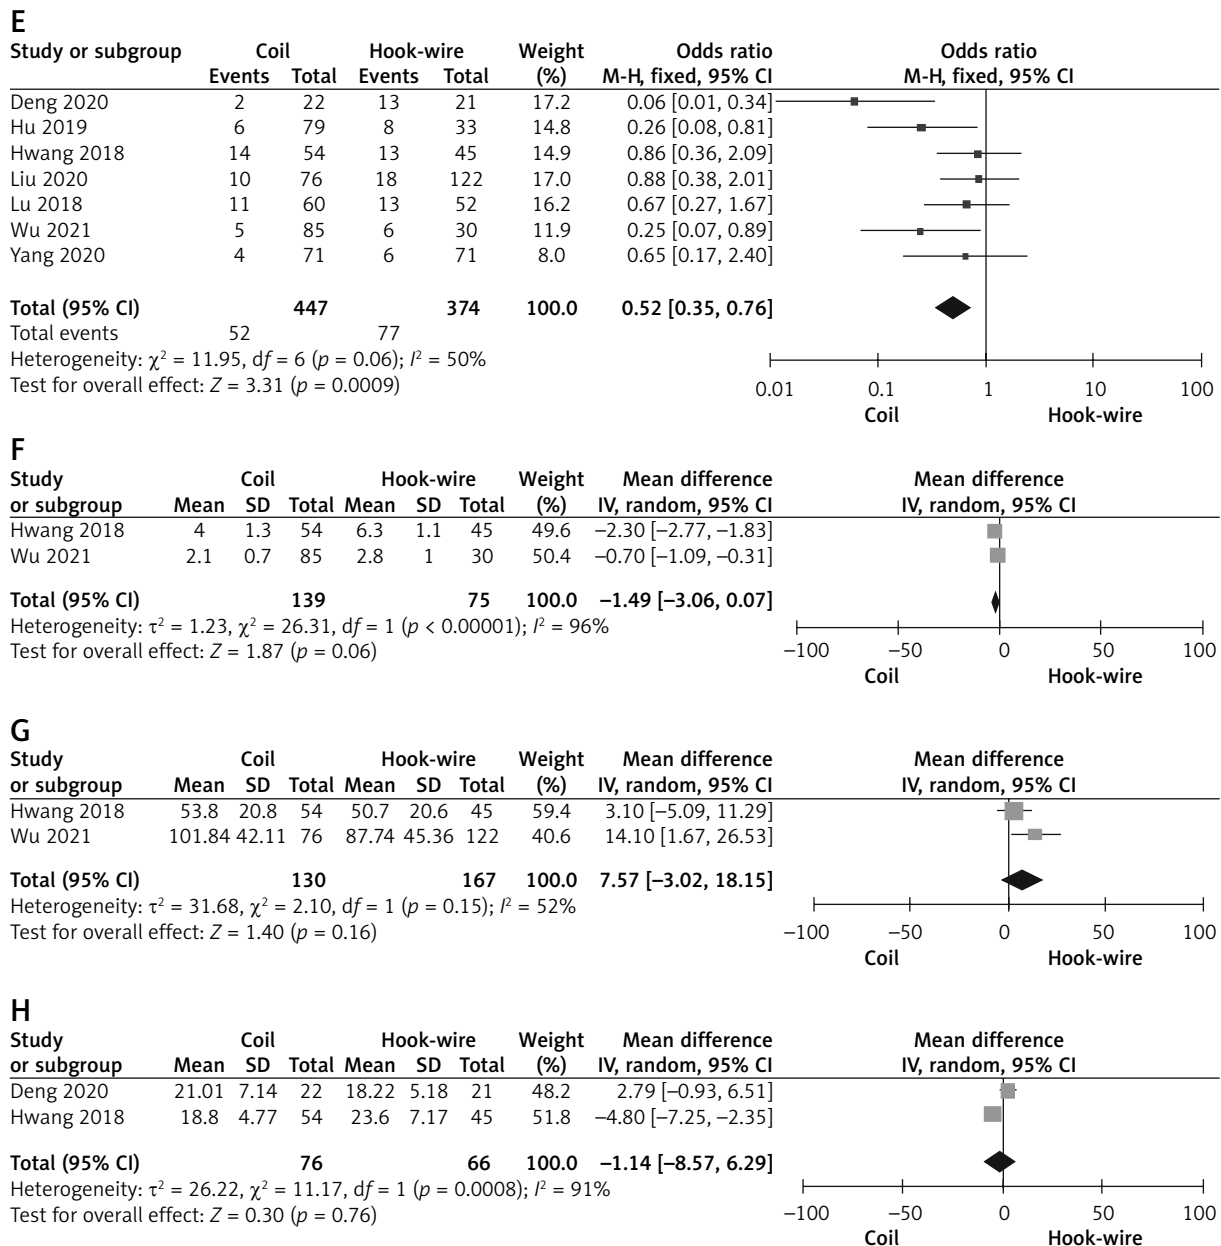 E
Study or subgroup Coil Hook-wire Weight Odds ratio Odds ratio
Events Total Events Total (%) M-H, fixed, 95% CI M-H, fixed, 95% CI
Deng 2020 2 22 13 21 17.2 0.06 [0.01, 0.34]
Hu 2019 6 79 8 33 14.8 0.26 [0.08, 0.81]
Hwang 2018 14 54 13 45 14.9 0.86 [0.36, 2.09]
Liu 2020 10 76 18 122 17.0 0.88 [0.38, 2.01]
Lu 2018 11 60 13 52 16.2 0.67 [0.27, 1.67]
Wu 2021 5 85 6 30 11.9 0.25 [0.07, 0.89]
Yang 2020 4 71 6 71 8.0 0.65 [0.17, 2.40]
Total (95% CI) 447 374 100.0 0.52 [0.35, 0.76]
Total events 52 77
Heterogeneity: χ² = 11.95, df = 6 (p = 0.06); I² = 50%
Test for overall effect: Z = 3.31 (p = 0.0009)
0.01 0.1 1 10 100
Coil Hook-wire
F
Study Coil Hook-wire Weight Mean difference Mean difference
or subgroup Mean SD Total Mean SD Total (%) IV, random, 95% CI IV, random, 95% CI
Hwang 2018 4 1.3 54 6.3 1.1 45 49.6 −2.30 [−2.77, −1.83]
Wu 2021 2.1 0.7 85 2.8 1 30 50.4 −0.70 [−1.09, −0.31]
Total (95% CI) 139 75 100.0 −1.49 [−3.06, 0.07]
Heterogeneity: τ² = 1.23, χ² = 26.31, df = 1 (p < 0.00001); I² = 96%
Test for overall effect: Z = 1.87 (p = 0.06)
−100 −50 0 50 100
Coil Hook-wire
G
Study Coil Hook-wire Weight Mean difference Mean difference
or subgroup Mean SD Total Mean SD Total (%) IV, random, 95% CI IV, random, 95% CI
Hwang 2018 53.8 20.8 54 50.7 20.6 45 59.4 3.10 [−5.09, 11.29]
Wu 2021 101.84 42.11 76 87.74 45.36 122 40.6 14.10 [1.67, 26.53]
Total (95% CI) 130 167 100.0 7.57 [−3.02, 18.15]
Heterogeneity: τ² = 31.68, χ² = 2.10, df = 1 (p = 0.15); I² = 52%
Test for overall effect: Z = 1.40 (p = 0.16)
−100 −50 0 50 100
Coil Hook-wire
H
Study Coil Hook-wire Weight Mean difference Mean difference
or subgroup Mean SD Total Mean SD Total (%) IV, random, 95% CI IV, random, 95% CI
Deng 2020 21.01 7.14 22 18.22 5.18 21 48.2 2.79 [−0.93, 6.51]
Hwang 2018 18.8 4.77 54 23.6 7.17 45 51.8 −4.80 [−7.25, −2.35]
Total (95% CI) 76 66 100.0 −1.14 [−8.57, 6.29]
Heterogeneity: τ² = 26.22, χ² = 11.17, df = 1 (p = 0.0008); I² = 91%
Test for overall effect: Z = 0.30 (p = 0.76)
−100 −50 0 50 100
Coil Hook-wire